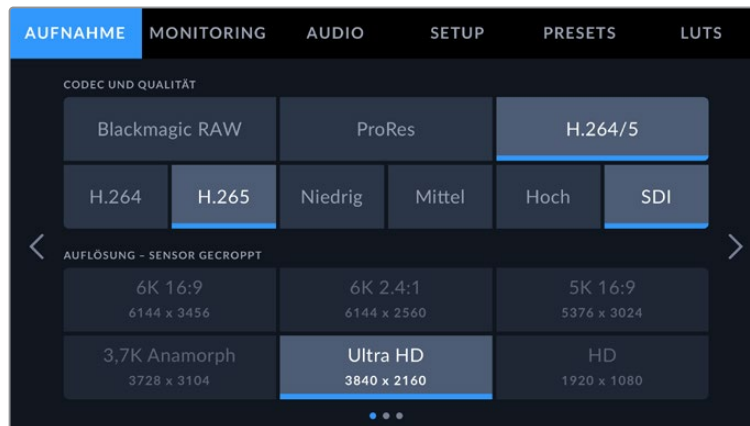 AUFNAHME MONITORING AUDIO SETUP PRESETS LUTS
CODEC UND QUALITÄT
Blackmagic RAW ProRes H.264/5
H.264 H.265 Niedrig Mittel Hoch SDI
AUFLÖSUNG – SENSOR GECROPPT
6K 16:9 6K 2.4:1 5K 16:9
6144 x 3456 6144 x 2560 5376 x 3024
3,7K Anamorph Ultra HD HD
3728 x 3104 3840 x 2160 1920 x 1080